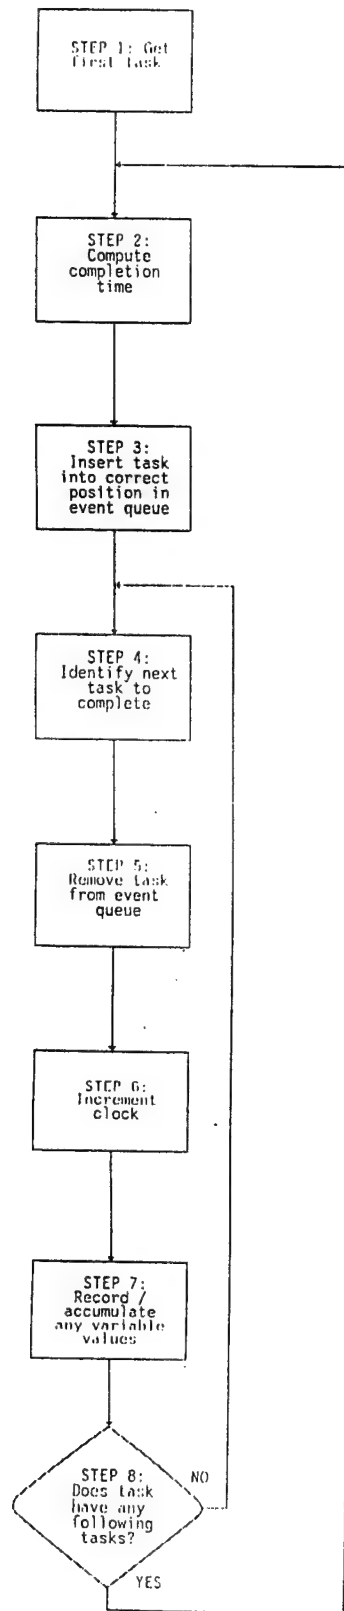 STEP 1: Get
first task
STEP 2:
Compute
completion
time
STEP 3:
Insert task
into correct
position in
event queue
STEP 4:
Identify next
task to
complete
STEP 5:
Remove task
from event
queue
STEP 6:
Increment
clock
STEP 7:
Record /
accumulate
any variable
values
STEP 8:
Does task
have any
following
tasks?
NO
YES